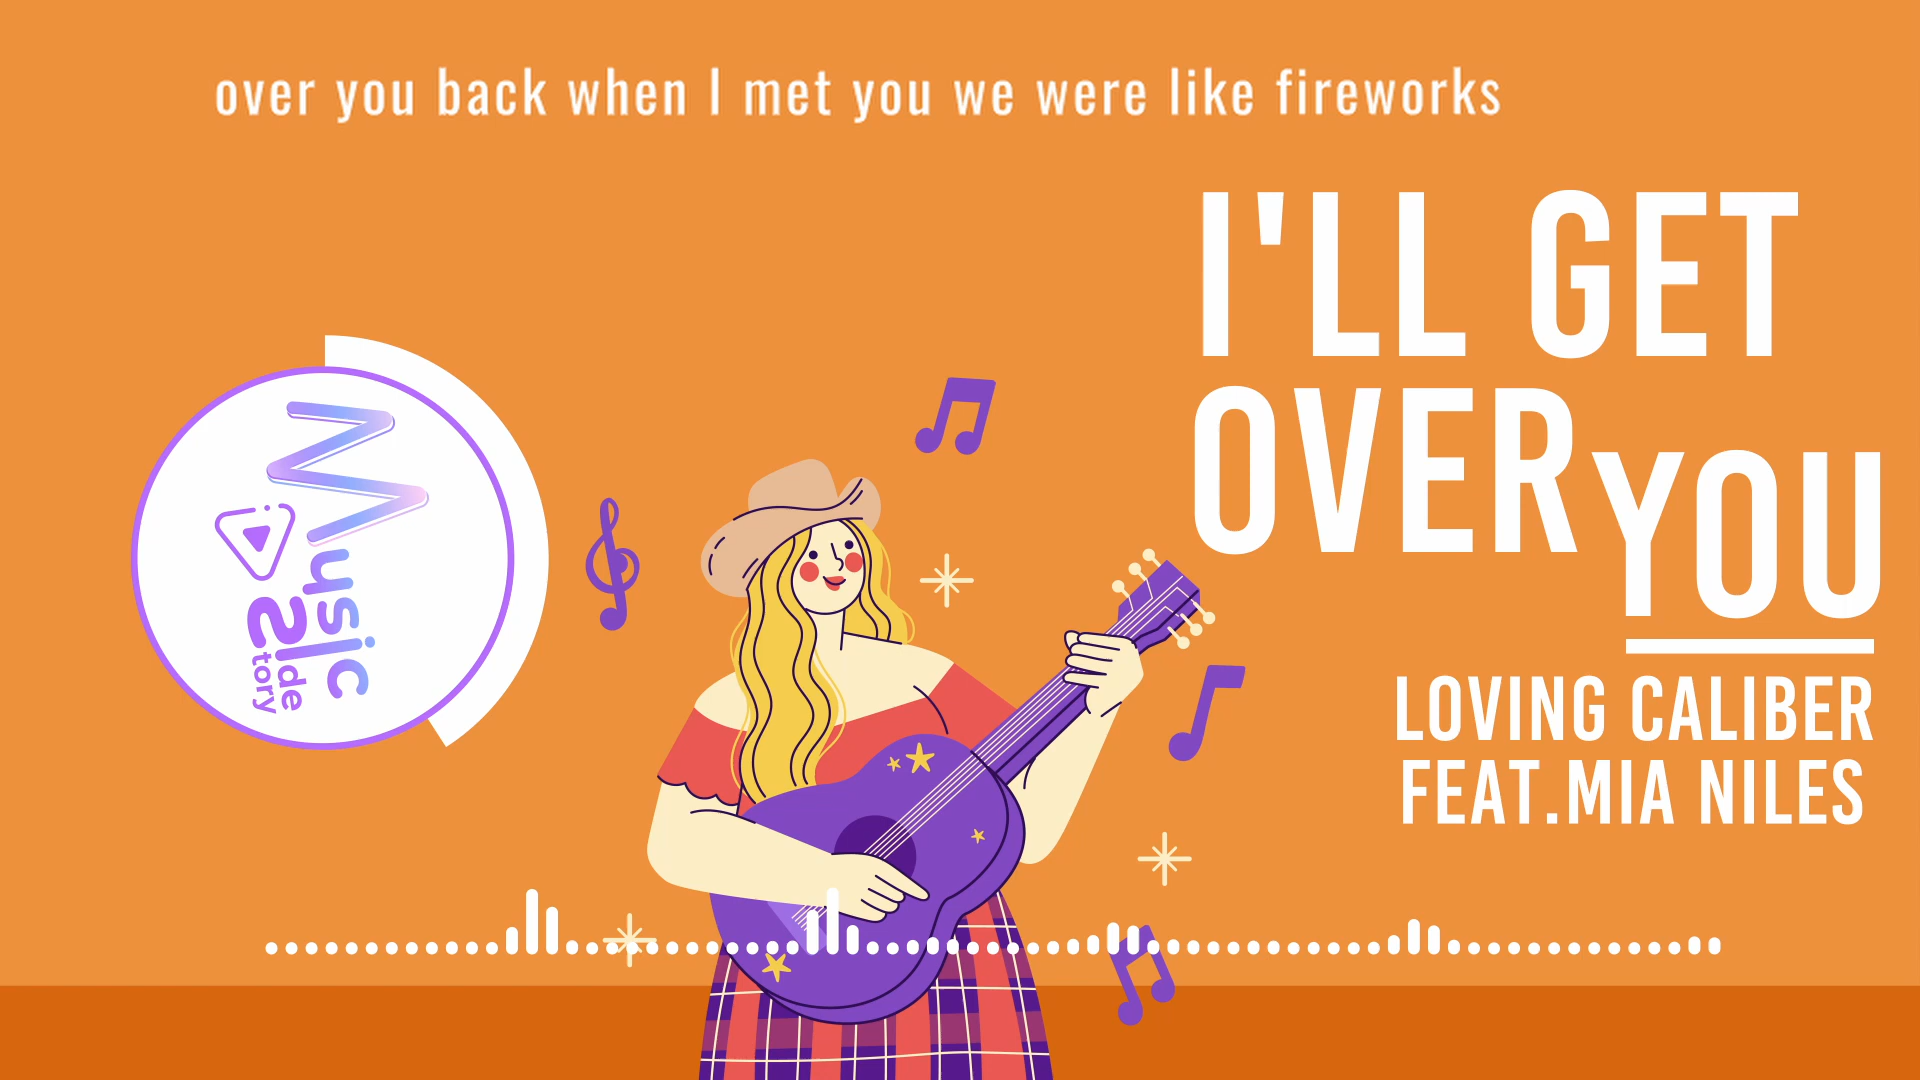 over you back when I met you we were like fireworks
I'LL GET
OVER YOU
LOVING CALIBER
FEAT.MIA NILES
Music
Side
Story